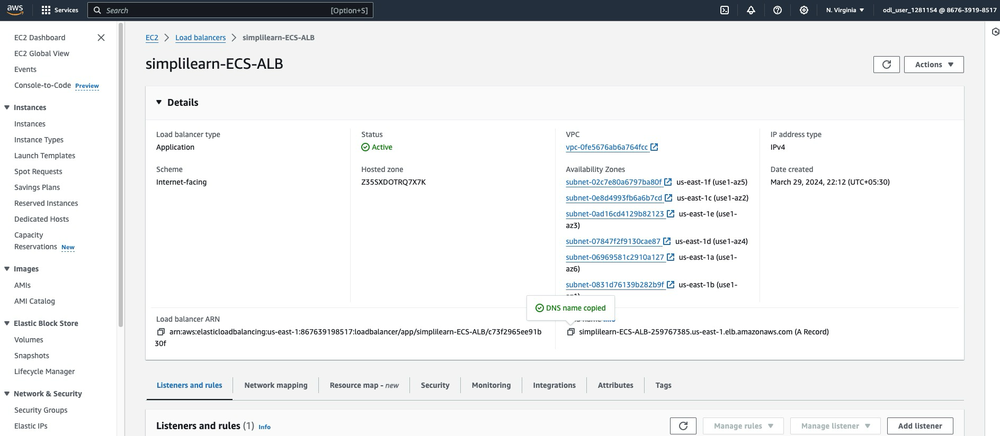 aws
Services
Search
[Option+S]
N. Virginia
odl_user_1281154 @ 8676-3919-8517
EC2 Dashboard
EC2 Global View
Events
Console-to-Code Preview
Instances
Instances
Instance Types
Launch Templates
Spot Requests
Savings Plans
Reserved Instances
Dedicated Hosts
Capacity
Reservations New
Images
AMIs
AMI Catalog
Elastic Block Store
Volumes
Snapshots
Lifecycle Manager
Network & Security
Security Groups
Elastic IPs
EC2 > Load balancers > simplilearn-ECS-ALB
simplilearn-ECS-ALB
Actions
Details
Load balancer type
Application
Scheme
Internet-facing
Status
Active
Hosted zone
Z35SXDOTRQ7X7K
VPC
vpc-0fe5676ab6a764fcc
Availability Zones
subnet-02c7e80a6797ba80f us-east-1f (use1-az5)
subnet-0e8d4993fb6a6b7cd us-east-1c (use1-az2)
subnet-0ad16cd4129b82123 us-east-1e (use1-
az3)
subnet-07847f2f9130cae87 us-east-1d (use1-az4)
subnet-06969581c2910a127 us-east-1a (use1-
az6)
subnet-0831d76139b282b9f us-east-1b (use1-
IP address type
IPv4
Date created
March 29, 2024, 22:12 (UTC+05:30)
DNS name copied
Load balancer ARN
arn:aws:elasticloadbalancing:us-east-1:867639198517:loadbalancer/app/simplilearn-ECS-ALB/c73f2965ee91b
30f
simplilearn-ECS-ALB-259767385.us-east-1.elb.amazonaws.com (A Record)
Listeners and rules
Network mapping
Resource map - new
Security
Monitoring
Integrations
Attributes
Tags
Listeners and rules (1) Info
Manage rules
Manage listener
Add listener